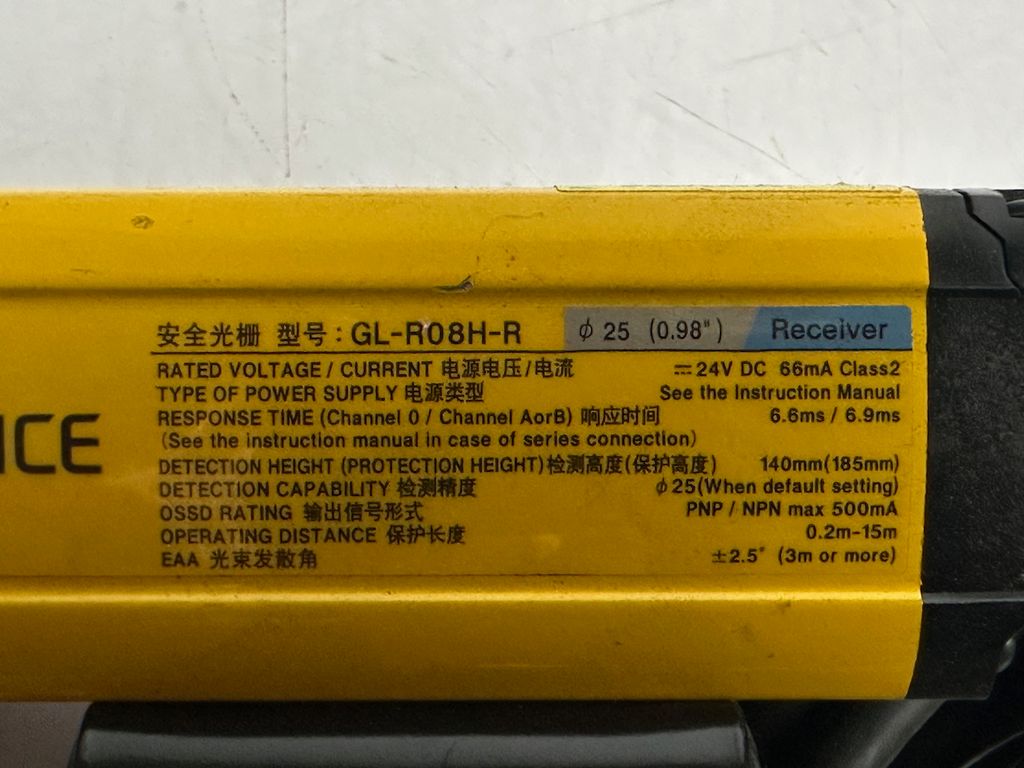 安全光栅 型号：GL-R08H-R ϕ 25 (0.98") Receiver
RATED VOLTAGE / CURRENT 电源电压/电流 ⎓ 24V DC 66mA Class2
TYPE OF POWER SUPPLY 电源类型 See the Instruction Manual
RESPONSE TIME (Channel 0 / Channel AorB) 响应时间 6.6ms / 6.9ms
(See the instruction manual in case of series connection)
DETECTION HEIGHT (PROTECTION HEIGHT)检测高度(保护高度) 140mm(185mm)
DETECTION CAPABILITY 检测精度 ϕ25(When default setting)
OSSD RATING 输出信号形式 PNP / NPN max 500mA
OPERATING DISTANCE 保护长度 0.2m-15m
EAA 光束发散角 ±2.5° (3m or more)